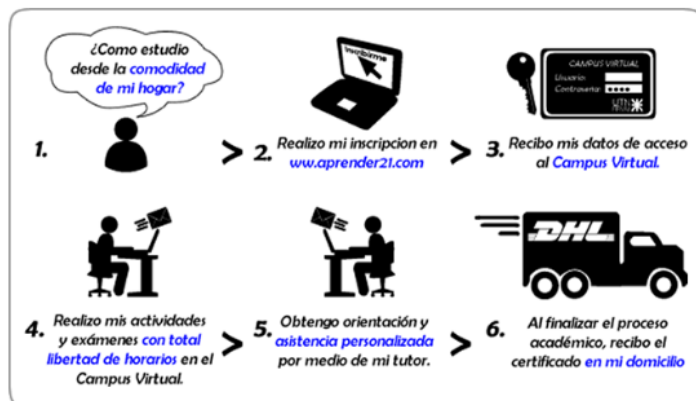 ¿Como estudio
desde la comodidad
de mi hogar?
1.
>
Inscribirme
2. Realizo mi inscripcion en
ww.aprender21.com
>
CAMPUS VIRTUAL
Usuario:
Contraseña:
UTN
3. Recibo mis datos de acceso
al Campus Virtual.
4. Realizo mis actividades
y exámenes con total
libertad de horarios en el
Campus Virtual.
>
5. Obtengo orientación y
asistencia personalizada
por medio de mi tutor.
>
DHL
6. Al finalizar el proceso
académico, recibo el
certificado en mi domicilio